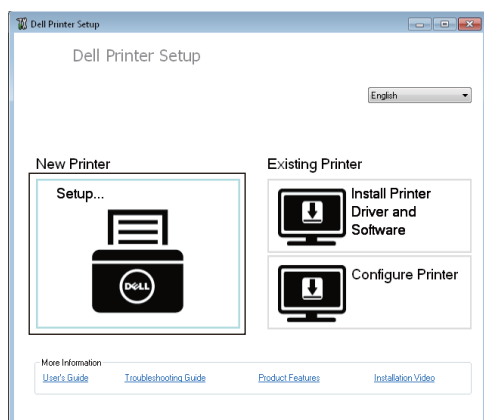 Dell Printer Setup
Dell Printer Setup
English
New Printer
Existing Printer
Setup...
DELL
Install Printer
Driver and
Software
Configure Printer
More Information
User's Guide Troubleshooting Guide Product Features Installation Video